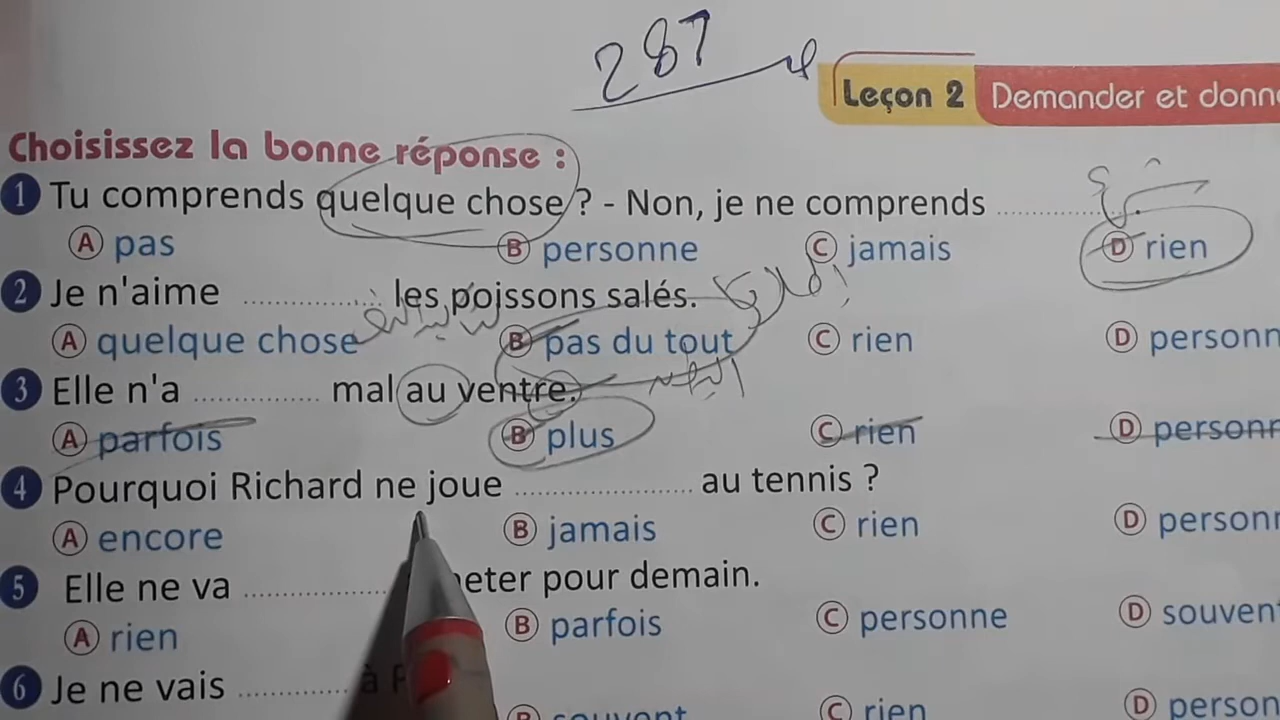 287
Leçon 2 Demander et donne
Choisissez la bonne réponse :
1 Tu comprends quelque chose ? - Non, je ne comprends ....................
A pas B personne C jamais D rien
2 Je n'aime .................... les poissons salés.
A quelque chose B pas du tout C rien D personn
3 Elle n'a .................... mal au ventre.
A parfois B plus C rien D personn
4 Pourquoi Richard ne joue .................... au tennis ?
A encore B jamais C rien D personn
5 Elle ne va .................... heter pour demain.
A rien B parfois C personne D souven
6 Je ne vais .................... à
B souvent C rien D person